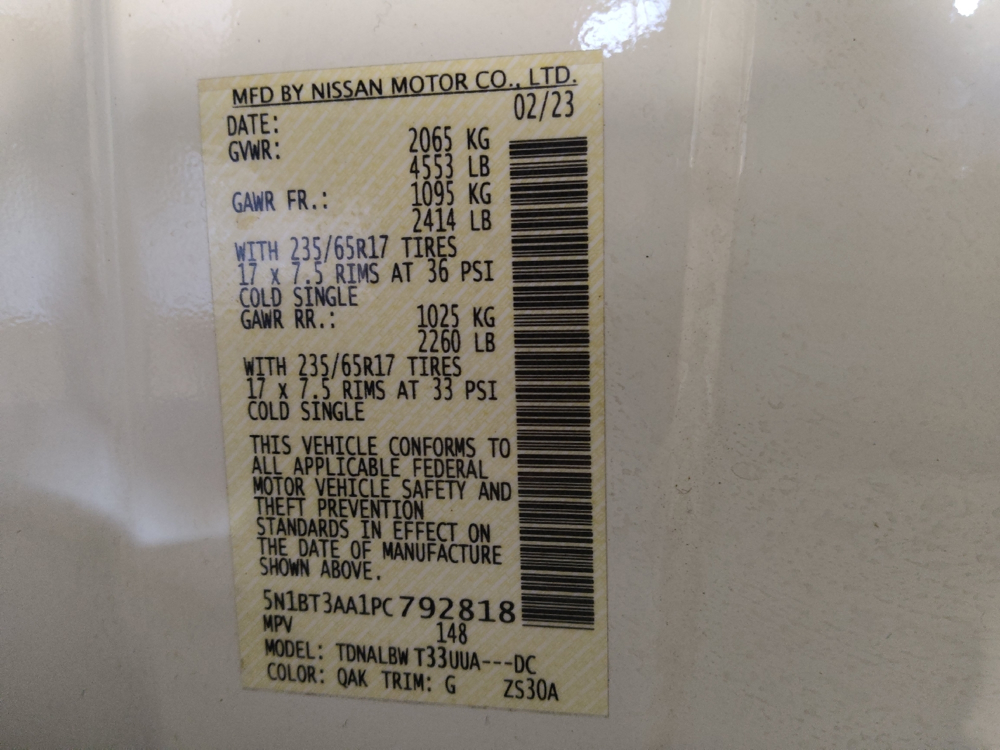 MFD BY NISSAN MOTOR CO., LTD.
DATE: 02/23
GVWR: 2065 KG
4553 LB
GAWR FR.: 1095 KG
2414 LB
WITH 235/65R17 TIRES
17 x 7.5 RIMS AT 36 PSI
COLD SINGLE
GAWR RR.: 1025 KG
2260 LB
WITH 235/65R17 TIRES
17 x 7.5 RIMS AT 33 PSI
COLD SINGLE
THIS VEHICLE CONFORMS TO
ALL APPLICABLE FEDERAL
MOTOR VEHICLE SAFETY AND
THEFT PREVENTION
STANDARDS IN EFFECT ON
THE DATE OF MANUFACTURE
SHOWN ABOVE.
5N1BT3AA1PC792818
MPV 148
MODEL: TDNALBWT33UUA---DC
COLOR: QAK TRIM: G ZS30A